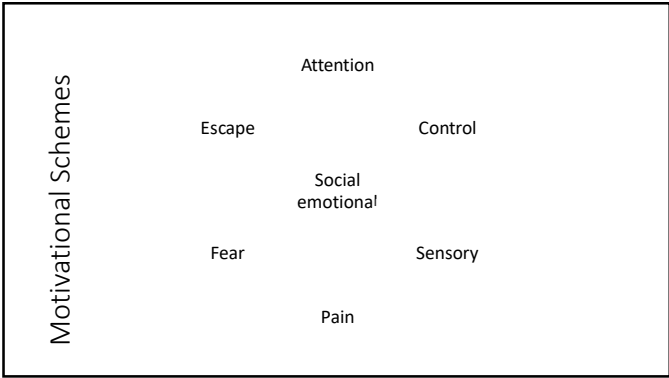 Motivational Schemes
Attention
Escape
Control
Social
emotional
Fear
Sensory
Pain